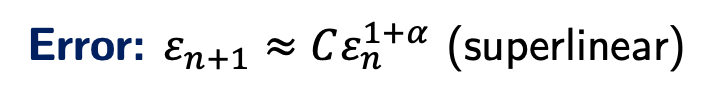 Error: εₙ₊₁ ≈ Cεₙ¹⁺ᵅ (superlinear)